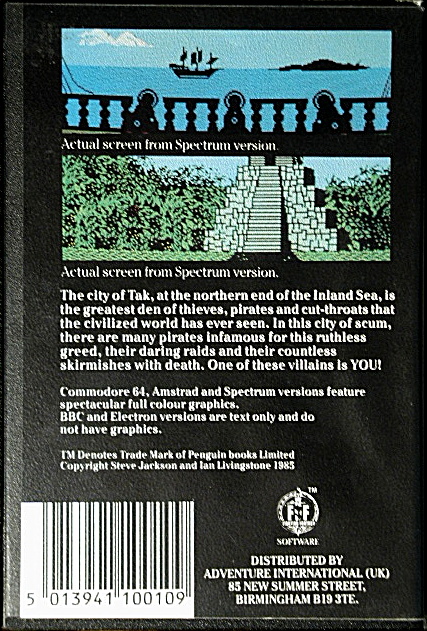 Actual screen from Spectrum version.
Actual screen from Spectrum version.
The city of Tak, at the northern end of the Inland Sea, is
the greatest den of thieves, pirates and cut-throats that
the civilized world has ever seen. In this city of scum,
there are many pirates infamous for this ruthless
greed, their daring raids and their countless
skirmishes with death. One of these villains is YOU!
Commodore 64, Amstrad and Spectrum versions feature
spectacular full colour graphics.
BBC and Electron versions are text only and do
not have graphics.
TM Denotes Trade Mark of Penguin books Limited
Copyright Steve Jackson and Ian Livingstone 1985
TM
FF
SOFTWARE
DISTRIBUTED BY
ADVENTURE INTERNATIONAL (UK)
85 NEW SUMMER STREET,
BIRMINGHAM B19 3TE.
5 013941 100109